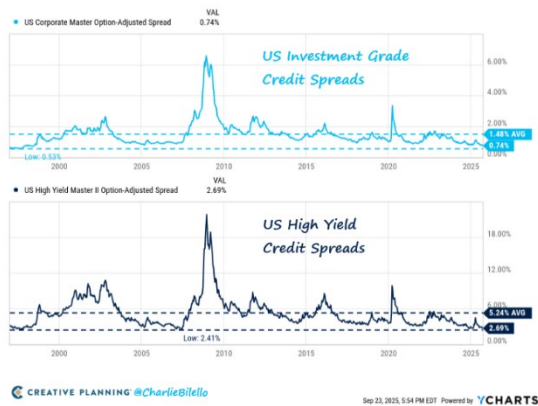 VAL
US Corporate Master Option-Adjusted Spread 0.74%
US Investment Grade
Credit Spreads
6.00%
4.00%
1.48% AVG
0.74%
0.00%
Low: 0.53%
2000 2005 2010 2015 2020 2025
VAL
US High Yield Master II Option-Adjusted Spread 2.69%
US High Yield
Credit Spreads
18.00%
12.00%
6.00%
5.24% AVG
2.69%
0.00%
Low: 2.41%
2000 2005 2010 2015 2020 2025
CREATIVE PLANNING @CharlieBilello
Sep 23, 2025, 5:54 PM EDT Powered by YCHARTS